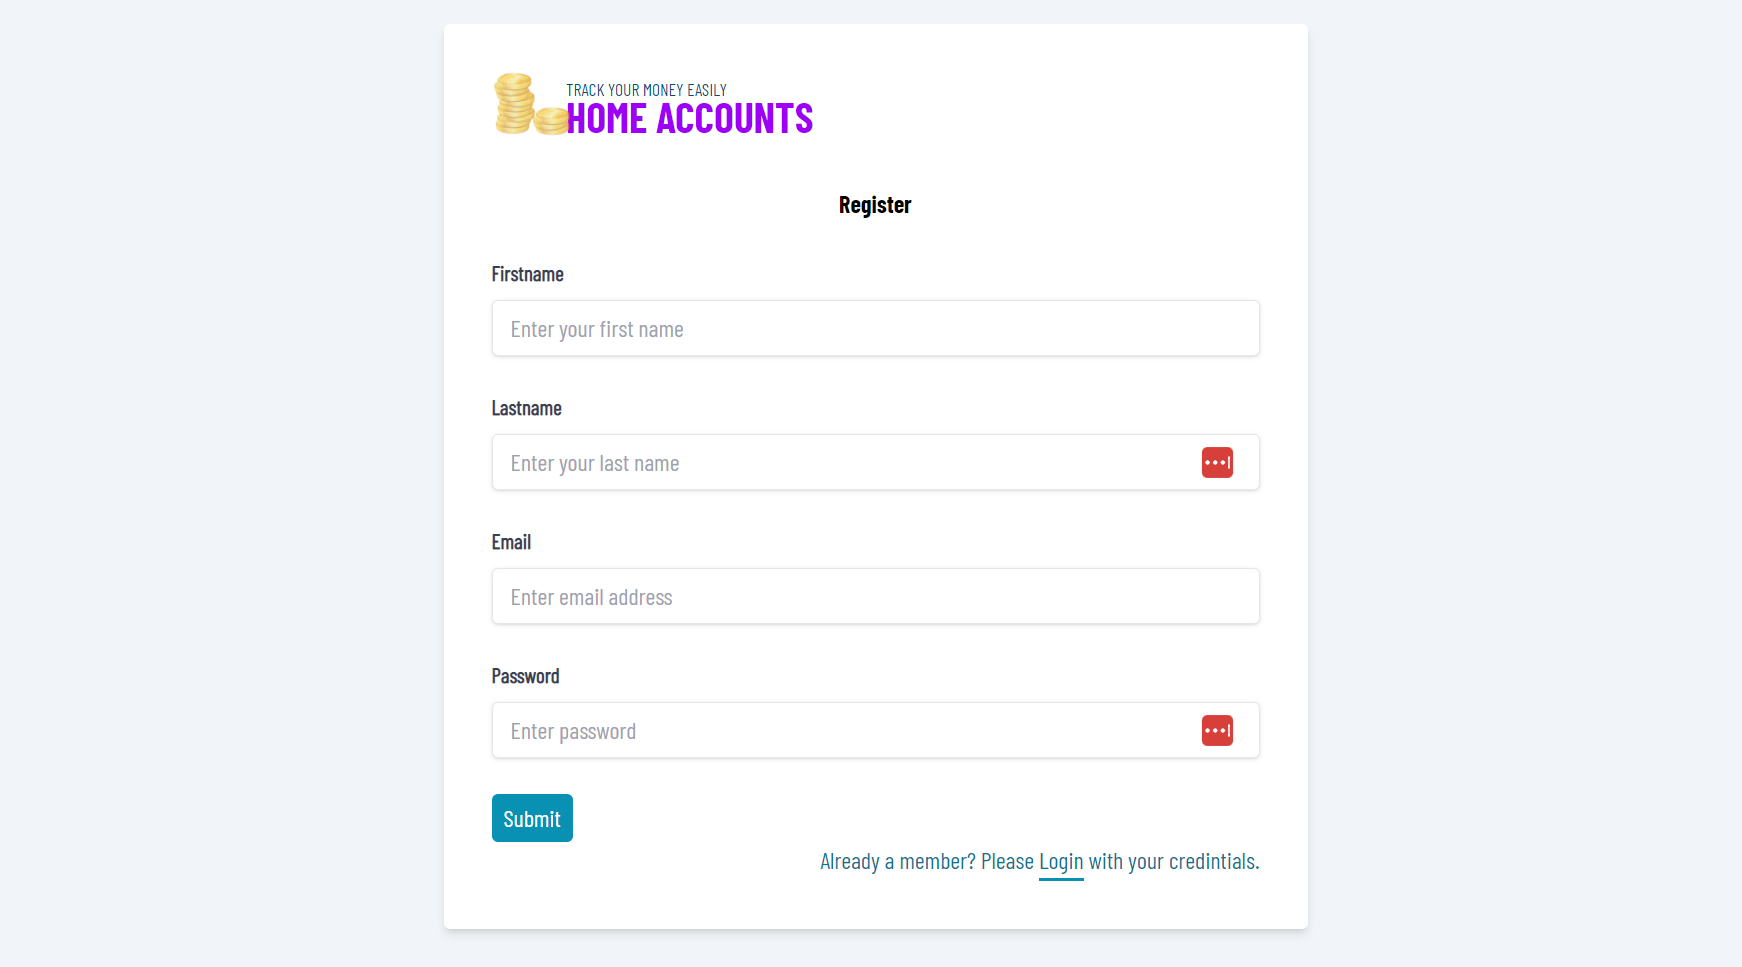 TRACK YOUR MONEY EASILY
HOME ACCOUNTS
Register
Firstname
Enter your first name
Lastname
Enter your last name
Email
Enter email address
Password
Enter password
Submit
Already a member? Please Login with your credintials.